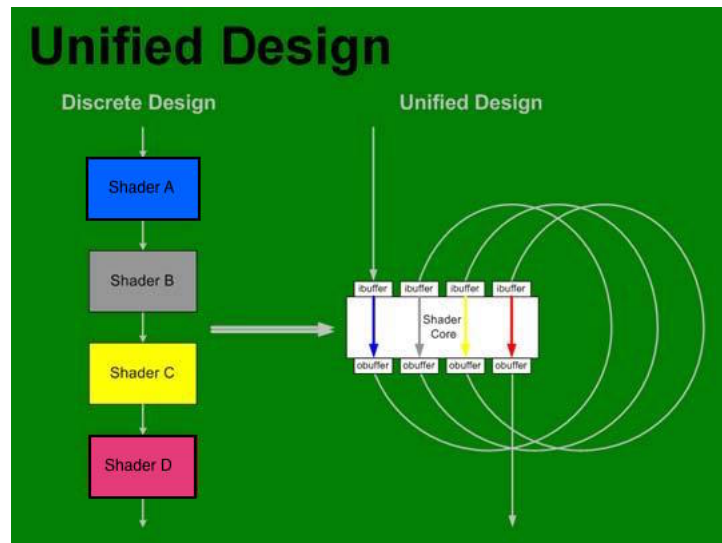 Unified Design
Discrete Design
Unified Design
Shader A
Shader B
Shader C
Shader D
ibuffer ibuffer ibuffer ibuffer
Shader
Core
obuffer obuffer obuffer obuffer